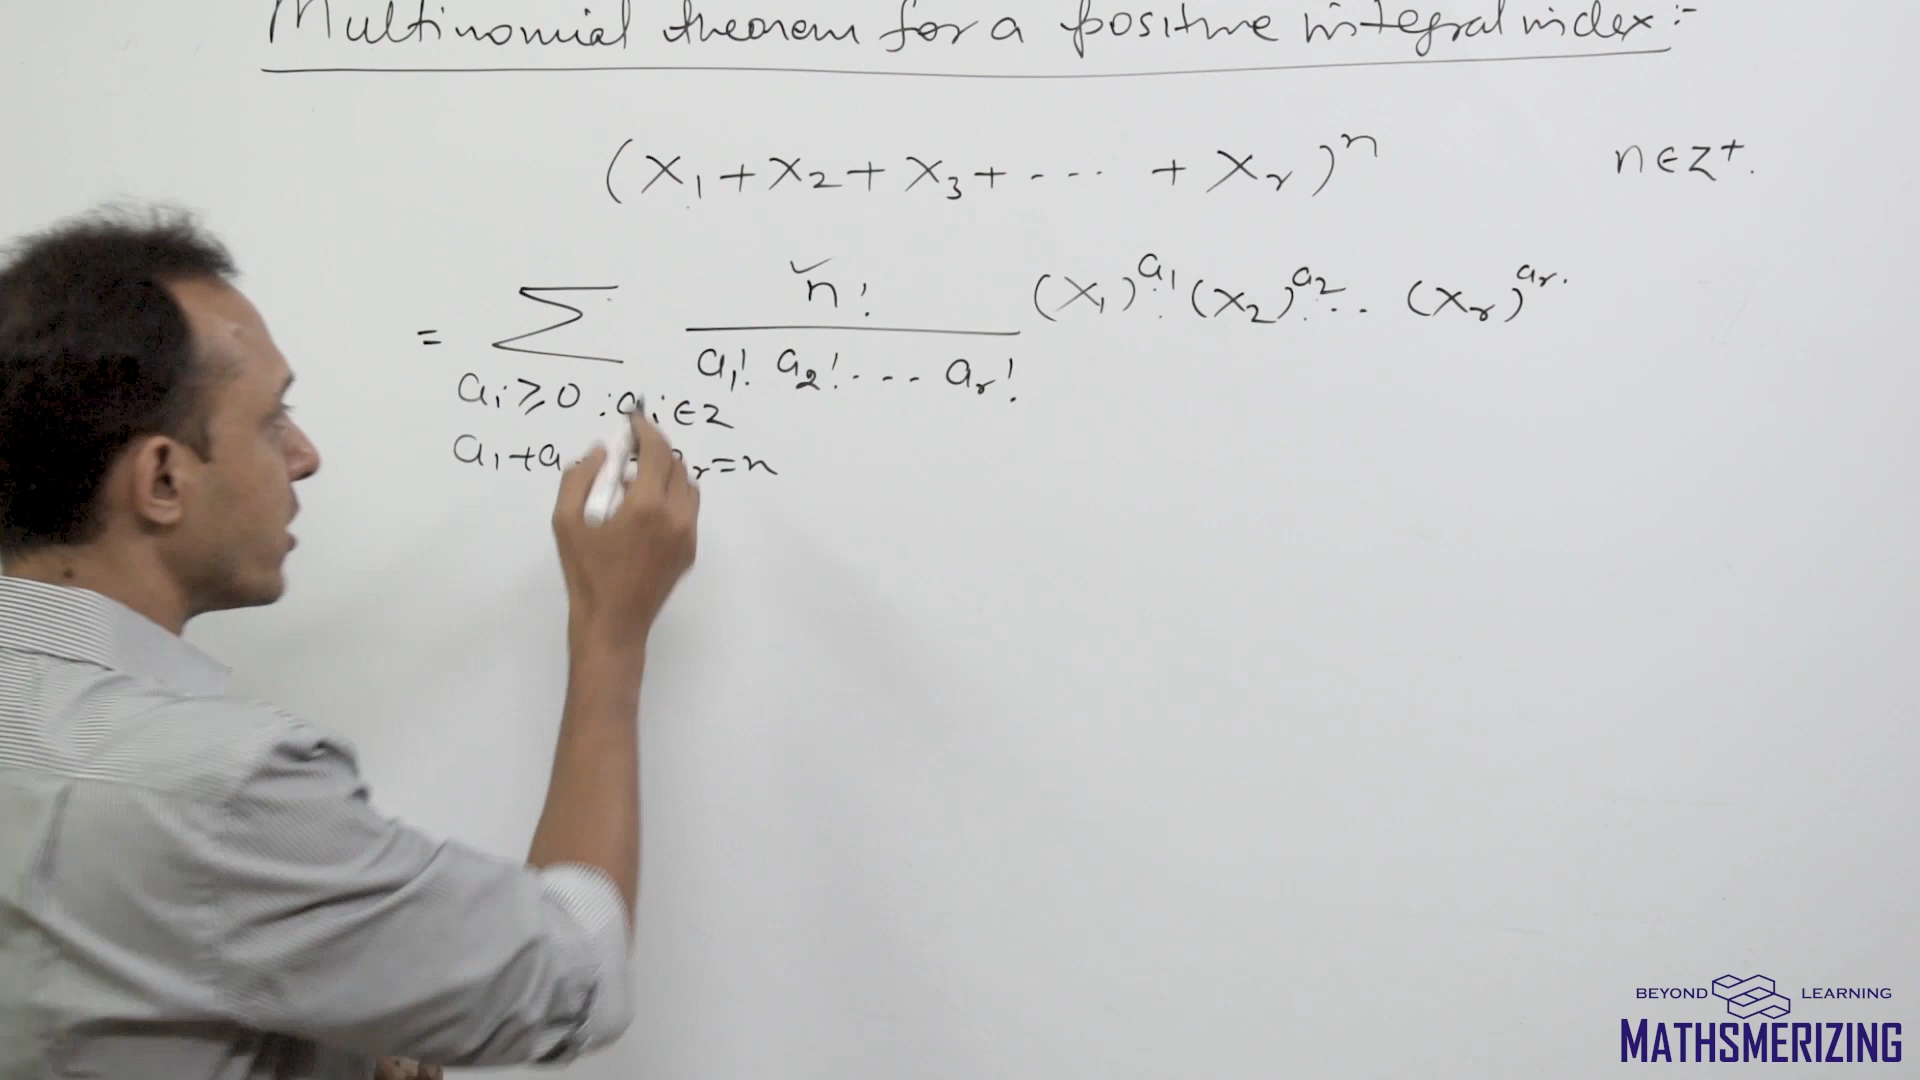 Multinomial theorem for a positive integral index :-
(x₁ + x₂ + x₃ + --- + xᵣ)ⁿ n ∈ Z⁺.
= Σ n! / a₁! a₂! ... aᵣ! (x₁)^a₁ (x₂)^a₂ ... (xᵣ)^aᵣ.
aᵢ ≥ 0 ; aᵢ ∈ Z
a₁ + a ᵣ = n
BEYOND LEARNING
MATHSMERIZING